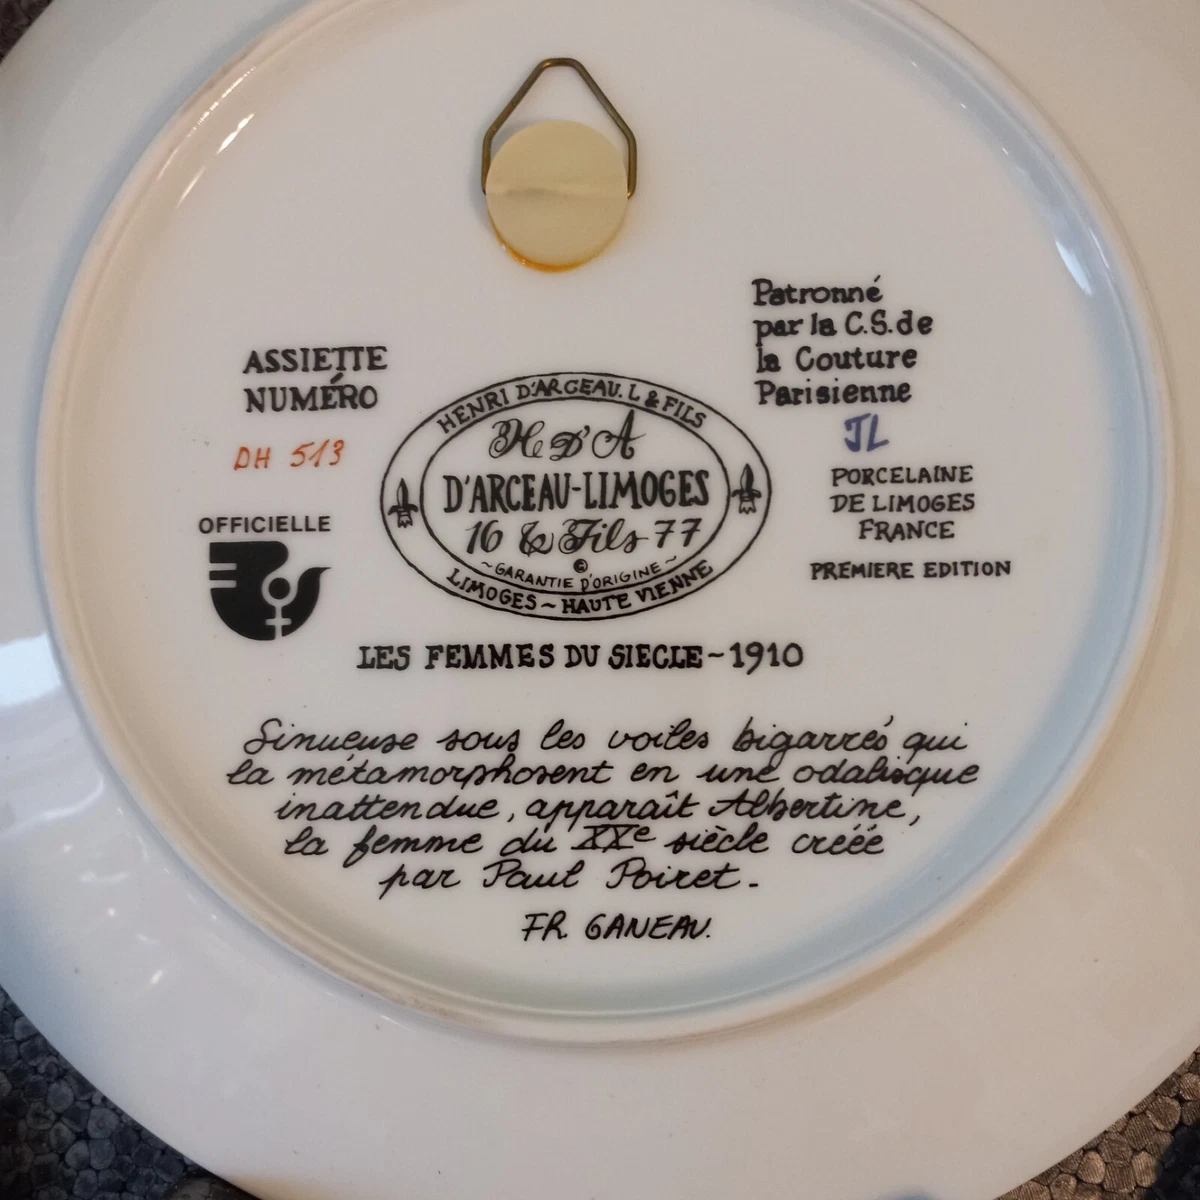 Patronné
par la C.S. de
la Couture
Parisienne
JL
ASSIETTE
NUMÉRO
DH 513
OFFICIELLE
HENRI D'ARCEAU. L & FILS
H D'A
D'ARCEAU-LIMOGES
16 & Fils 77
~GARANTIE D'ORIGINE~
©
LIMOGES ~ HAUTE VIENNE
PORCELAINE
DE LIMOGES
FRANCE
PREMIERE EDITION
LES FEMMES DU SIECLE ~ 1910
Sinueuse sous les voiles bigarrés qui
la métamorphosent en une odalisque
inattendue, apparaît Albertine,
la femme du XXe siècle créée
par Paul Poiret.
FR. GANEAU.